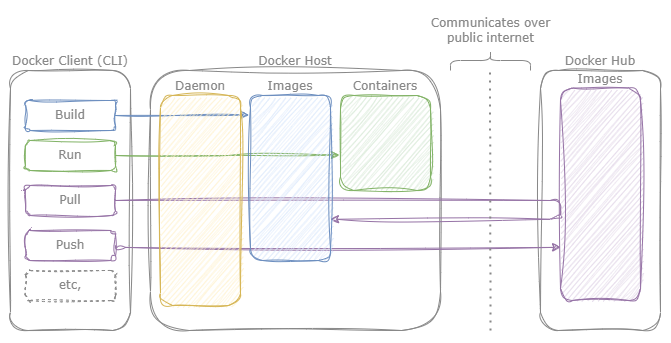 Communicates over
public internet
Docker Client (CLI)
Docker Host
Docker Hub
Daemon
Images
Containers
Images
Build
Run
Pull
Push
etc,